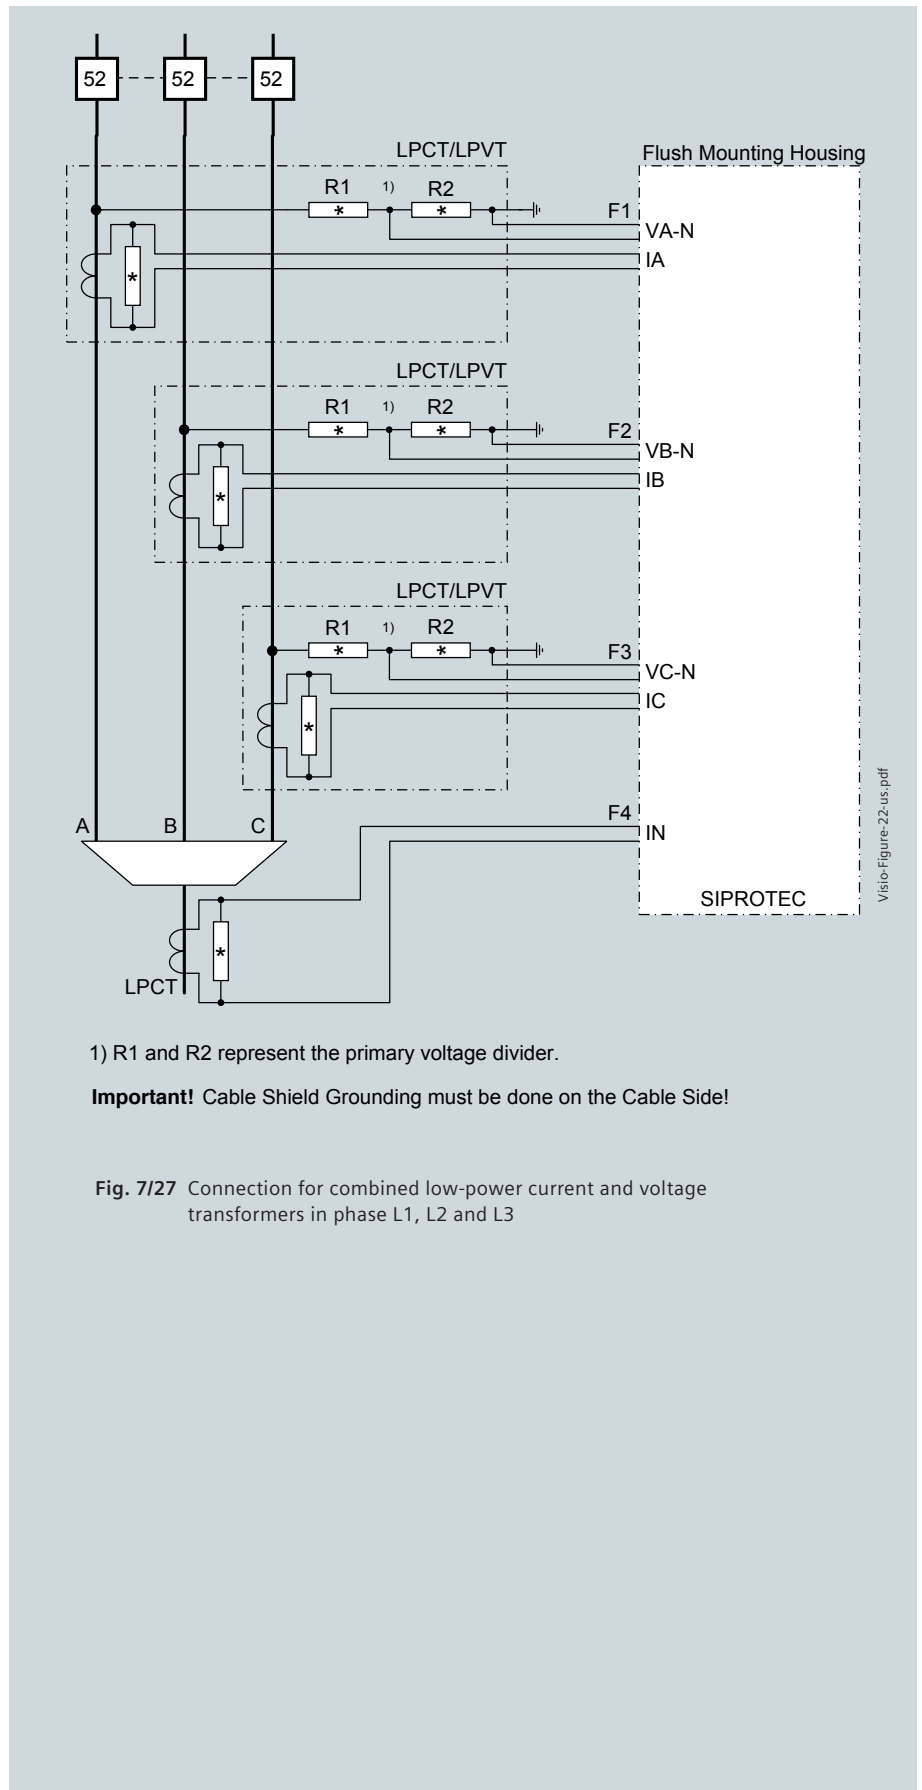 52 52 52
LPCT/LPVT
Flush Mounting Housing
R1 1) R2
*
*
F1
VA-N
IA
*
LPCT/LPVT
R1 1) R2
*
*
F2
VB-N
IB
*
LPCT/LPVT
R1 1) R2
*
*
F3
VC-N
IC
*
A B C
F4
IN
SIPROTEC
*
LPCT
Visio-Figure-22-us.pdf
1) R1 and R2 represent the primary voltage divider.
Important! Cable Shield Grounding must be done on the Cable Side!
Fig. 7/27 Connection for combined low-power current and voltage
transformers in phase L1, L2 and L3